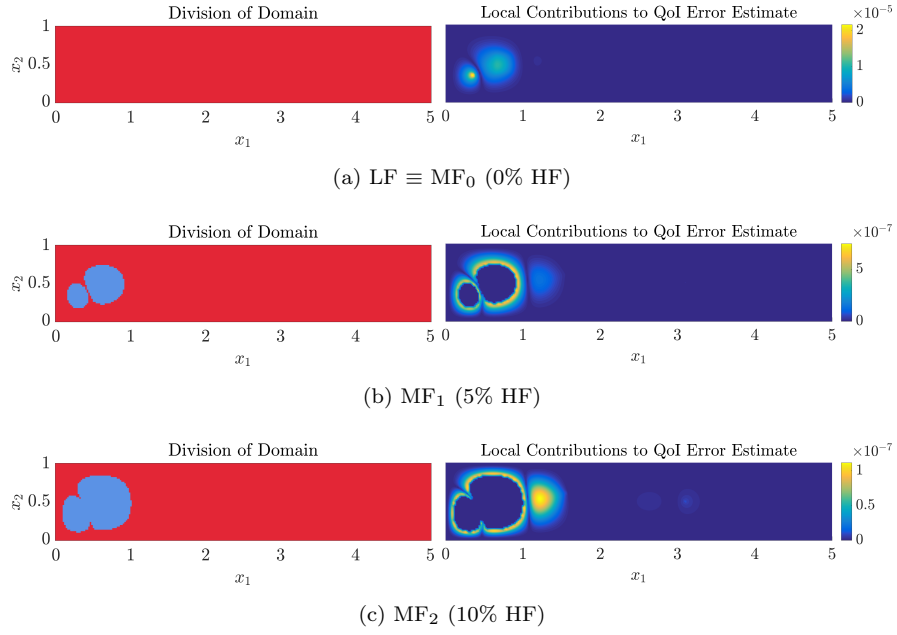 Division of Domain
Local Contributions to QoI Error Estimate
×10⁻⁵
1
0.5
0
x₂
0 1 2 3 4 5
x₁
0 1 2 3 4 5
x₁
2
1
0
(a) LF ≡ MF₀ (0% HF)
Division of Domain
Local Contributions to QoI Error Estimate
×10⁻⁷
1
0.5
0
x₂
0 1 2 3 4 5
x₁
0 1 2 3 4 5
x₁
5
0
(b) MF₁ (5% HF)
Division of Domain
Local Contributions to QoI Error Estimate
×10⁻⁷
1
0.5
0
x₂
0 1 2 3 4 5
x₁
0 1 2 3 4 5
x₁
1
0.5
0
(c) MF₂ (10% HF)